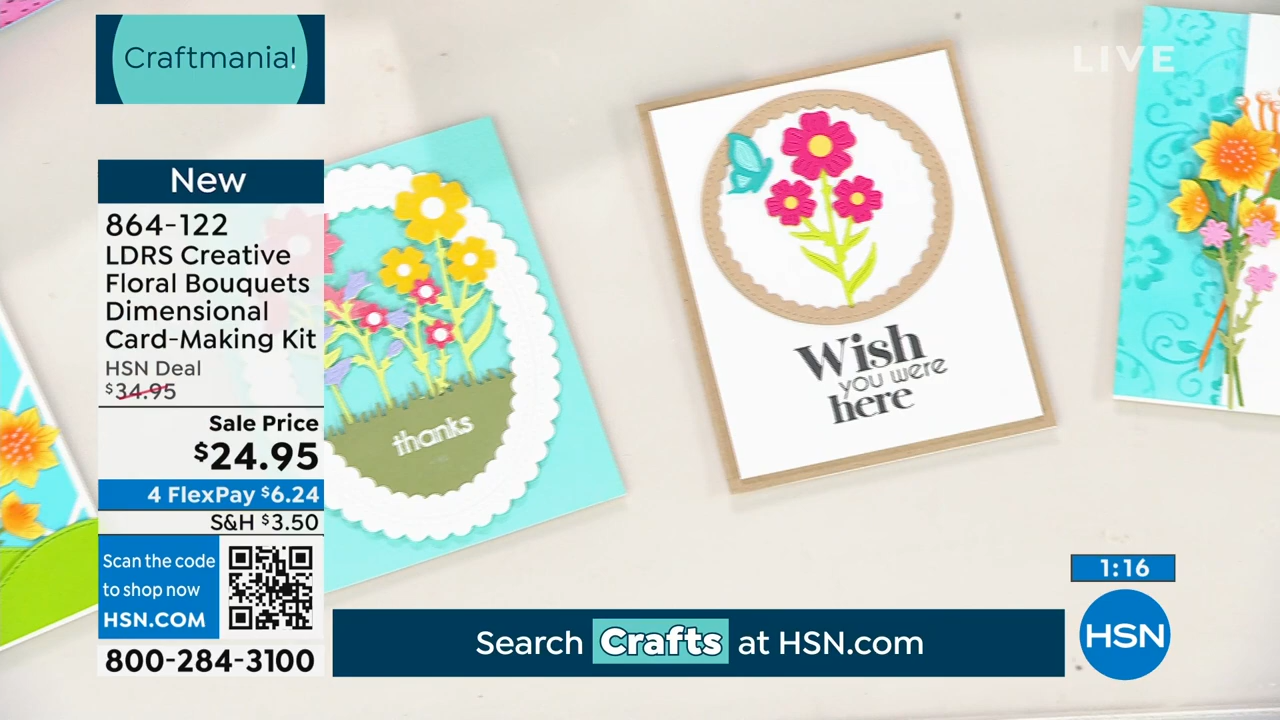 Craftmania!
LIVE
New
864-122
LDRS Creative
Floral Bouquets
Dimensional
Card-Making Kit
HSN Deal
$34.95
Sale Price
$24.95
4 FlexPay $6.24
S&H $3.50
Scan the code
to shop now
HSN.COM
800-284-3100
thanks
Wish
you were
here
1:16
HSN
Search Crafts at HSN.com